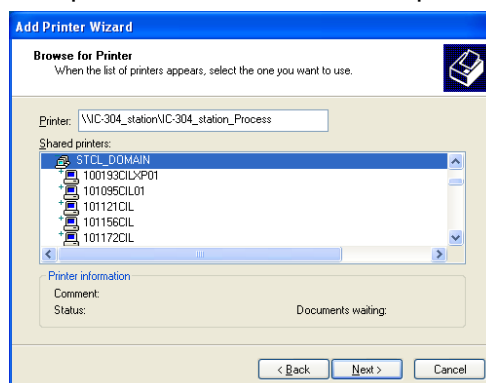 Add Printer Wizard
Browse for Printer
When the list of printers appears, select the one you want to use.
Printer: \\IC-304_station\IC-304_station_Process
Shared printers:
STCL_DOMAIN
100193CILXP01
101095CIL01
101121CIL
101156CIL
101172CIL
Printer information
Comment:
Status: Documents waiting:
< Back Next > Cancel